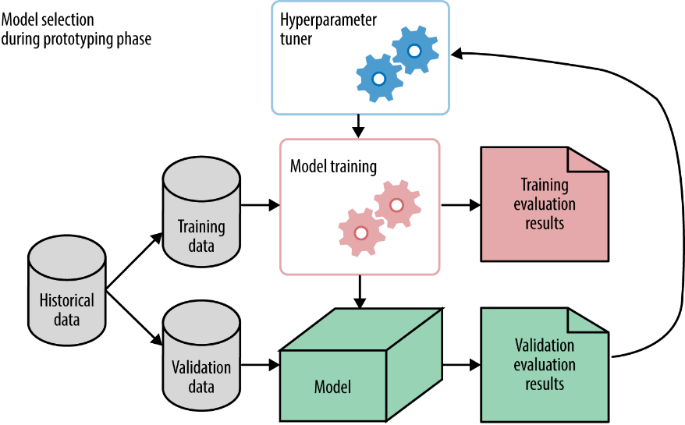 Model selection
during prototyping phase
Hyperparameter
tuner
Model training
Training
evaluation
results
Training
data
Historical
data
Validation
data
Model
Validation
evaluation
results